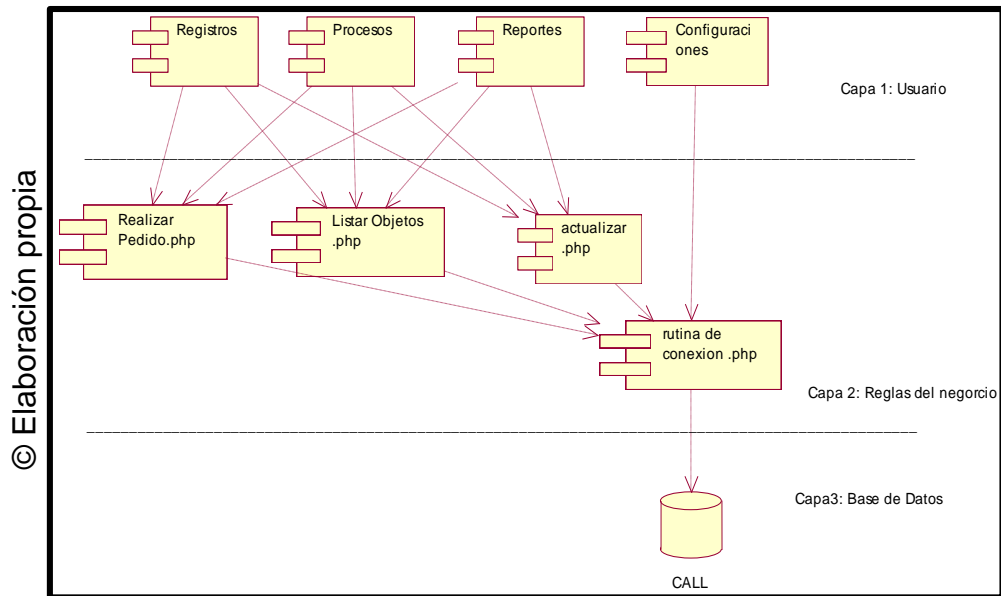 © Elaboración propia
Registros
Procesos
Reportes
Configuraci
ones
Capa 1: Usuario
Realizar
Pedido.php
Listar Objetos
.php
actualizar
.php
rutina de
conexion .php
Capa 2: Reglas del negorcio
Capa3: Base de Datos
CALL